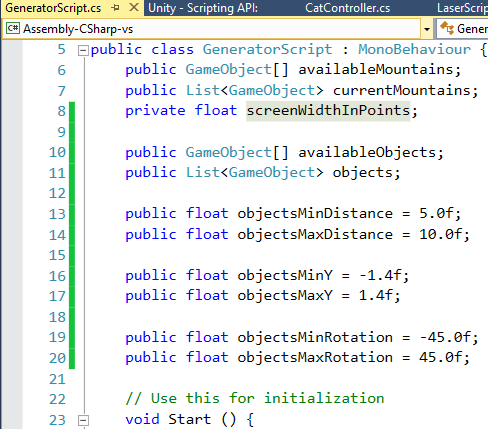 GeneratorScript.cs Unity - Scripting API: CatController.cs LaserScrip
C# Assembly-CSharp-vs Gener
5 public class GeneratorScript : MonoBehaviour {
6 public GameObject[] availableMountains;
7 public List<GameObject> currentMountains;
8 private float screenWidthInPoints;
9
10 public GameObject[] availableObjects;
11 public List<GameObject> objects;
12
13 public float objectsMinDistance = 5.0f;
14 public float objectsMaxDistance = 10.0f;
15
16 public float objectsMinY = -1.4f;
17 public float objectsMaxY = 1.4f;
18
19 public float objectsMinRotation = -45.0f;
20 public float objectsMaxRotation = 45.0f;
21
22 // Use this for initialization
23 void Start () {